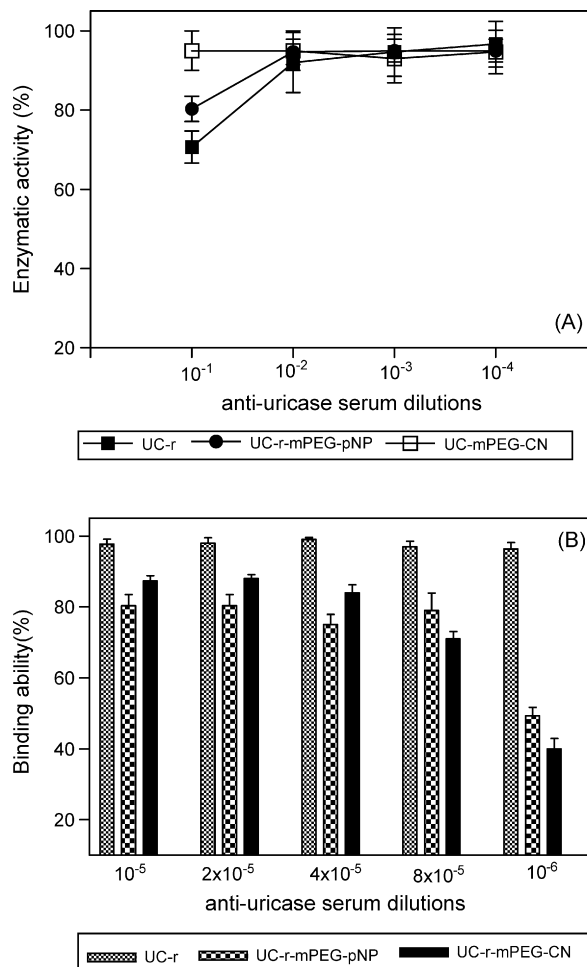 100
80
60
40
20
Enzymatic activity (%)
(A)
10-1 10-2 10-3 10-4
anti-uricase serum dilutions
UC-r UC-r-mPEG-pNP UC-mPEG-CN
100
80
60
40
20
Binding ability(%)
(B)
10-5 2x10-5 4x10-5 8x10-5 10-6
anti-uricase serum dilutions
UC-r UC-r-mPEG-pNP UC-r-mPEG-CN